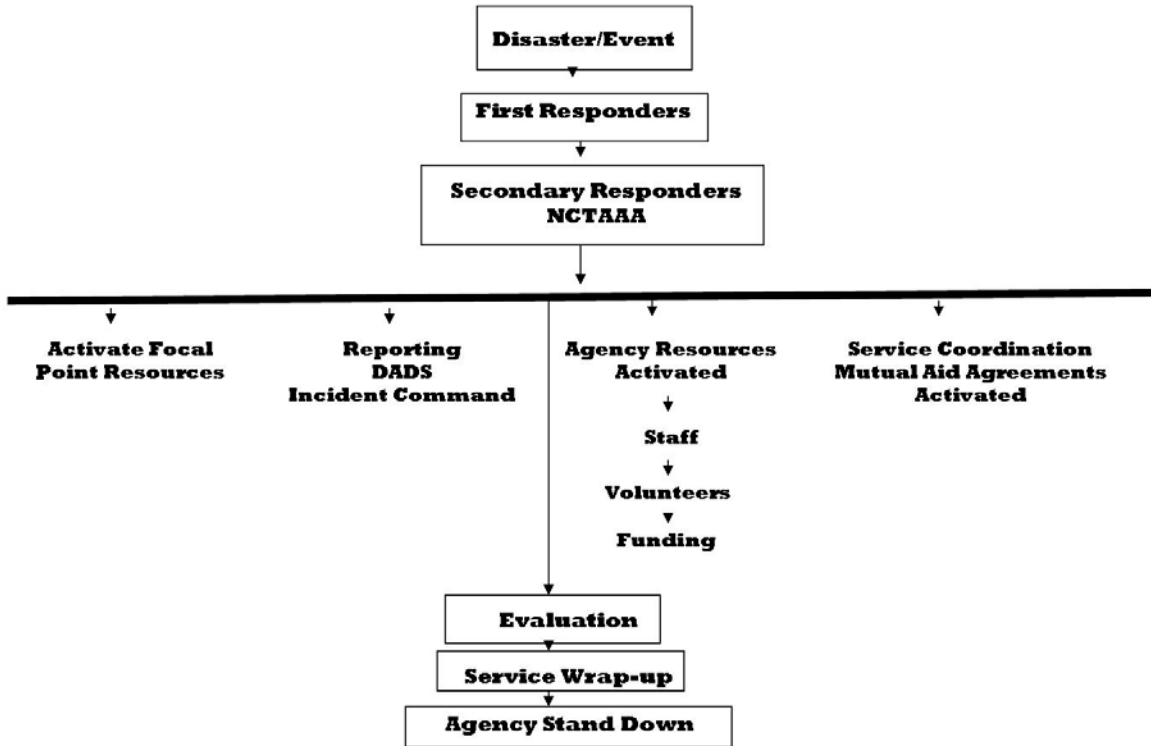 Disaster/Event
First Responders
Secondary Responders
NCTAAA
Activate Focal
Point Resources
Reporting
DADS
Incident Command
Agency Resources
Activated
Staff
Volunteers
Funding
Service Coordination
Mutual Aid Agreements
Activated
Evaluation
Service Wrap-up
Agency Stand Down